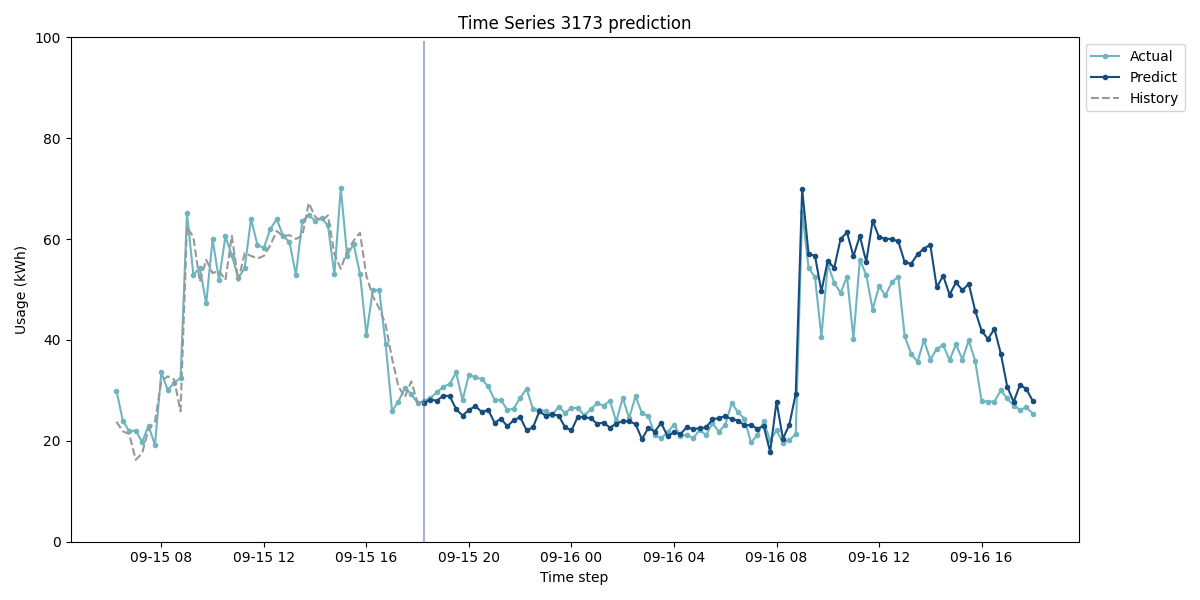 Time Series 3173 prediction
Usage (kWh)
100
80
60
40
20
0
09-15 08
09-15 12
09-15 16
09-15 20
09-16 00
09-16 04
09-16 08
09-16 12
09-16 16
Time step
Actual
Predict
History